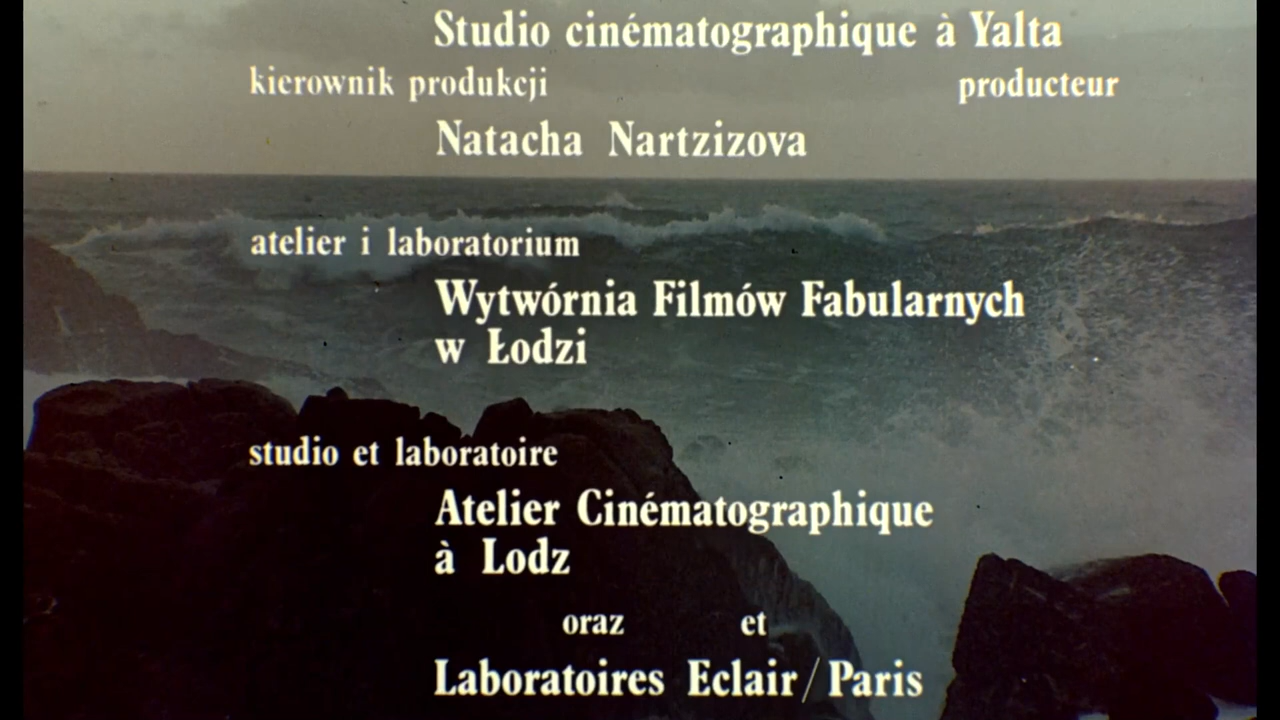 Studio cinématographique à Yalta
kierownik produkcji producteur
Natacha Nartzizova
atelier i laboratorium
Wytwórnia Filmów Fabularnych
w Łodzi
studio et laboratoire
Atelier Cinématographique
à Lodz
oraz et
Laboratoires Eclair/Paris